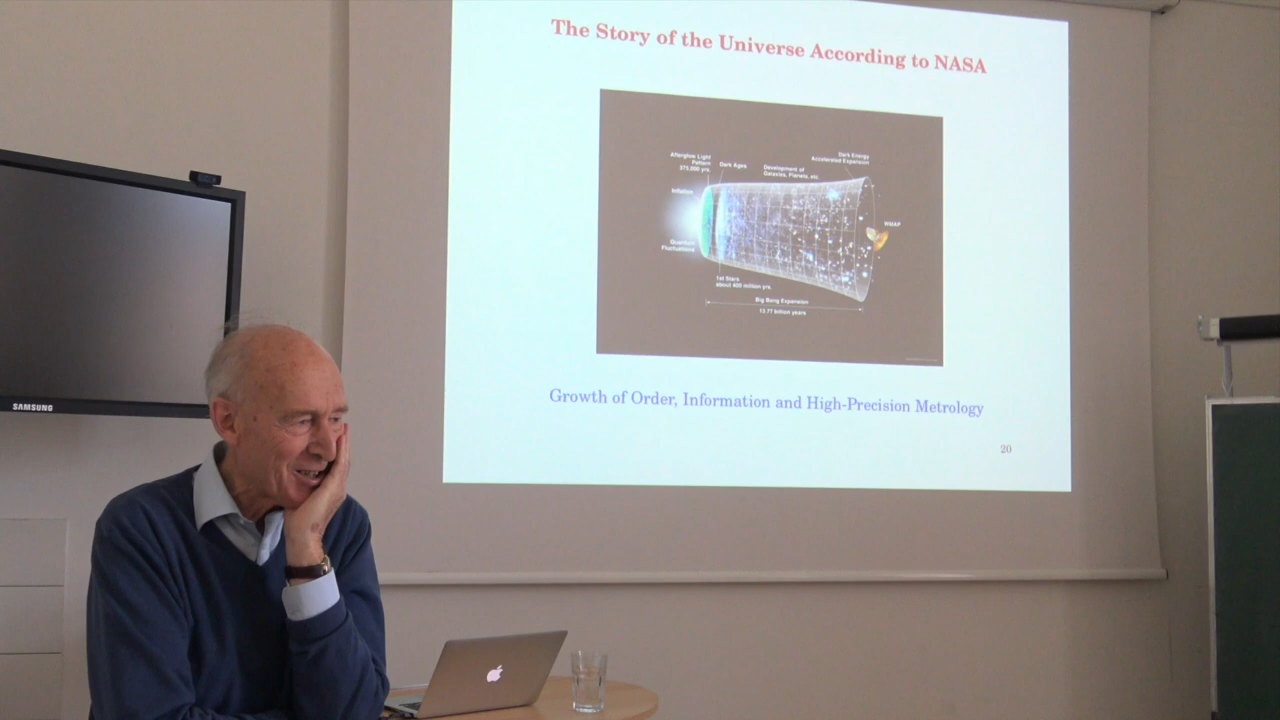 The Story of the Universe According to NASA
Afterglow Light
Pattern
375,000 yrs.
Dark Ages
Development of
Galaxies, Planets, etc.
Dark Energy
Accelerated Expansion
Inflation
WMAP
Quantum
Fluctuations
1st Stars
about 400 million yrs.
Big Bang Expansion
13.77 billion years
Growth of Order, Information and High-Precision Metrology
20
SAMSUNG